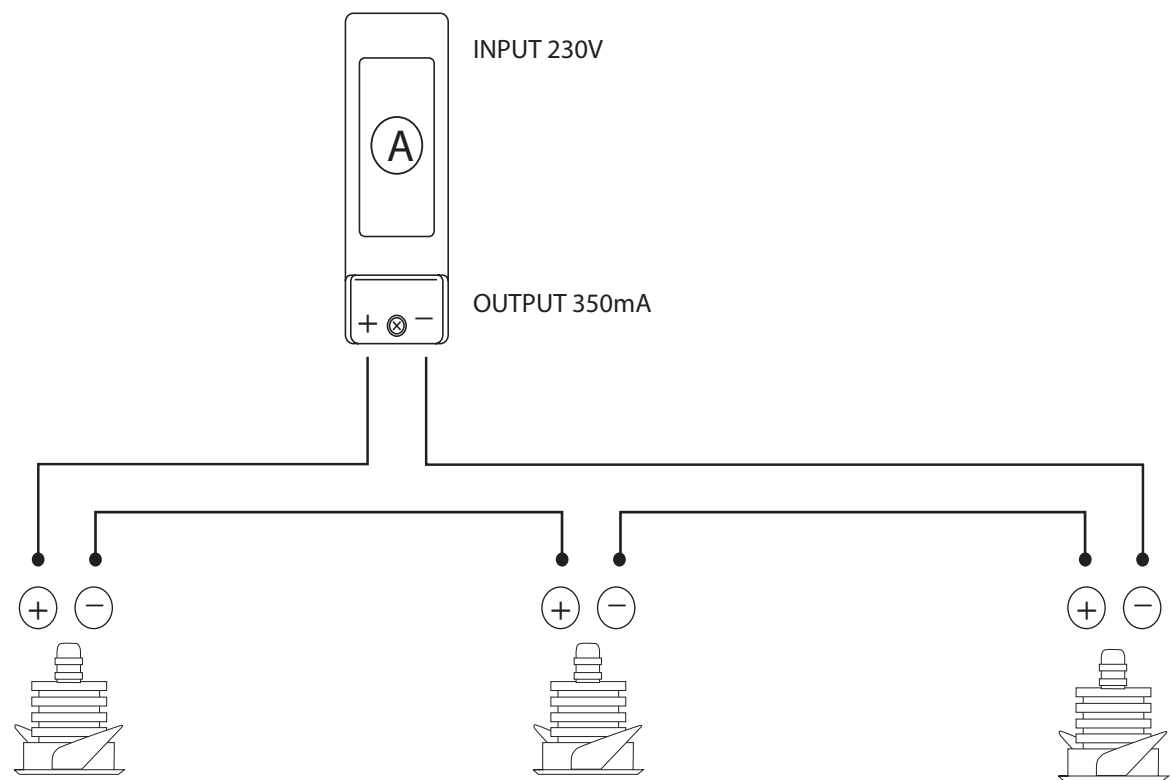 INPUT 230V
A
OUTPUT 350mA
+ −
+ − + − + −